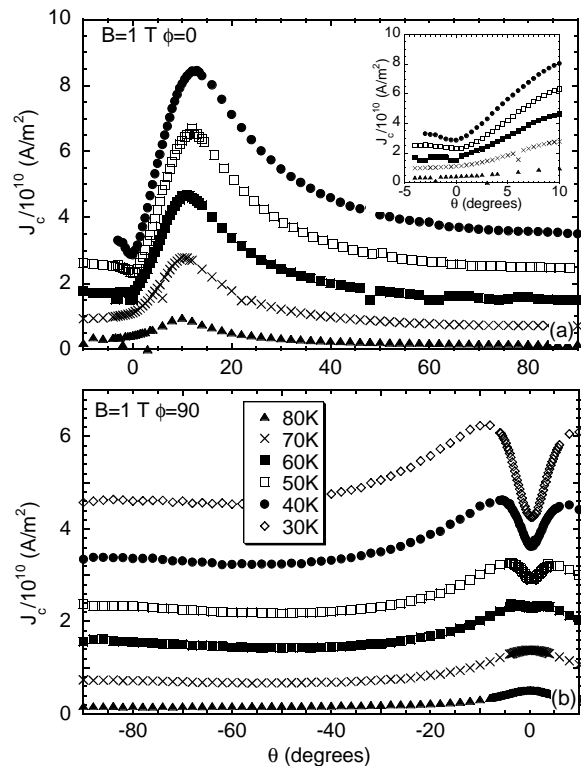 B=1 T ϕ=0
J_c/10^10 (A/m^2)
10
8
6
4
2
0
0
20
40
60
80
(a)
J_c/10^10 (A/m^2)
10
8
6
4
2
0
-5
0
5
10
θ (degrees)
B=1 T ϕ=90
J_c/10^10 (A/m^2)
6
4
2
0
80K
70K
60K
50K
40K
30K
(b)
-80
-60
-40
-20
0
θ (degrees)